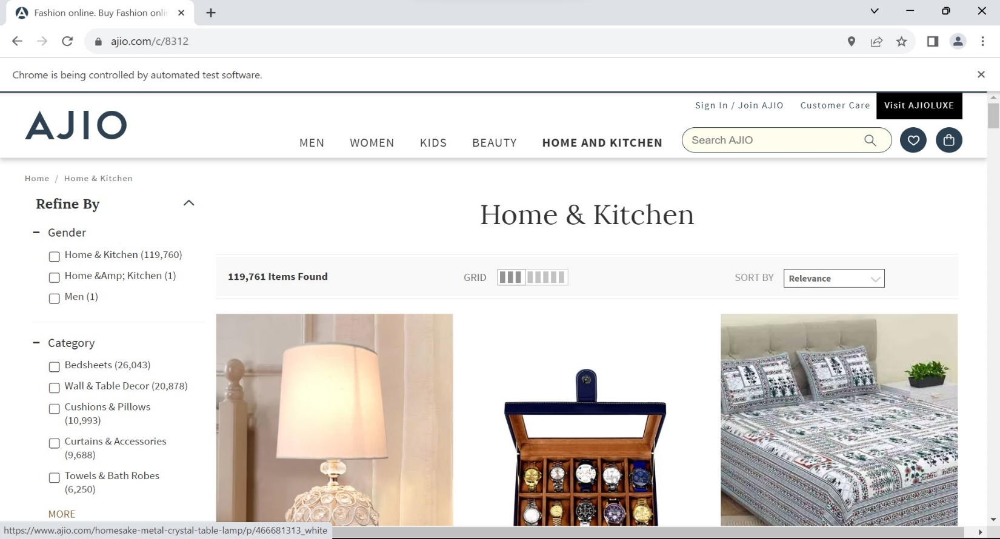 Fashion online. Buy Fashion onli
ajio.com/c/8312
Chrome is being controlled by automated test software.
Sign In / Join AJIO
Customer Care
Visit AJIOLUXE
AJIO
MEN
WOMEN
KIDS
BEAUTY
HOME AND KITCHEN
Search AJIO
Home / Home & Kitchen
Refine By
Home & Kitchen
Gender
Home & Kitchen (119,760)
Home &Amp; Kitchen (1)
Men (1)
119,761 Items Found
GRID
SORT BY
Relevance
Category
Bedsheets (26,043)
Wall & Table Decor (20,878)
Cushions & Pillows
(10,993)
Curtains & Accessories
(9,688)
Towels & Bath Robes
(6,250)
MORE
https://www.ajio.com/homesake-metal-crystal-table-lamp/p/466681313_white